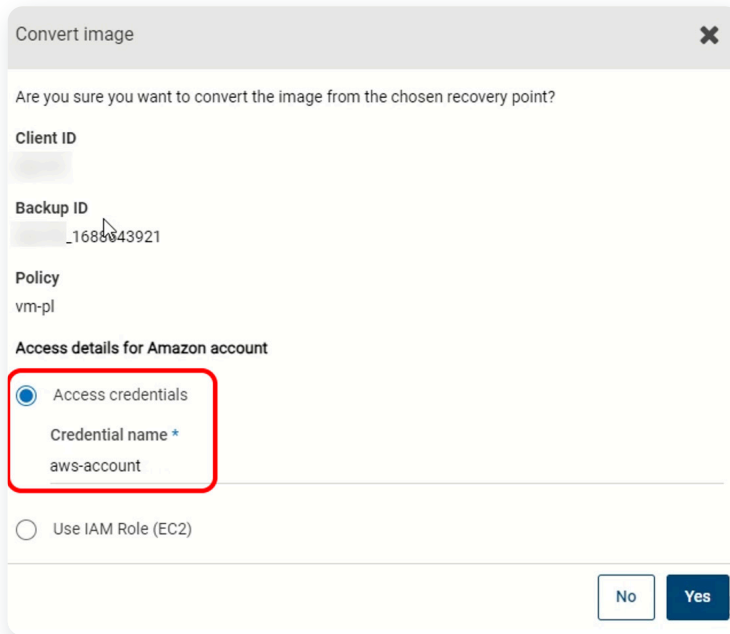 Convert image
Are you sure you want to convert the image from the chosen recovery point?
Client ID
Backup ID
_1688643921
Policy
vm-pl
Access details for Amazon account
Access credentials
Credential name *
aws-account
Use IAM Role (EC2)
No
Yes